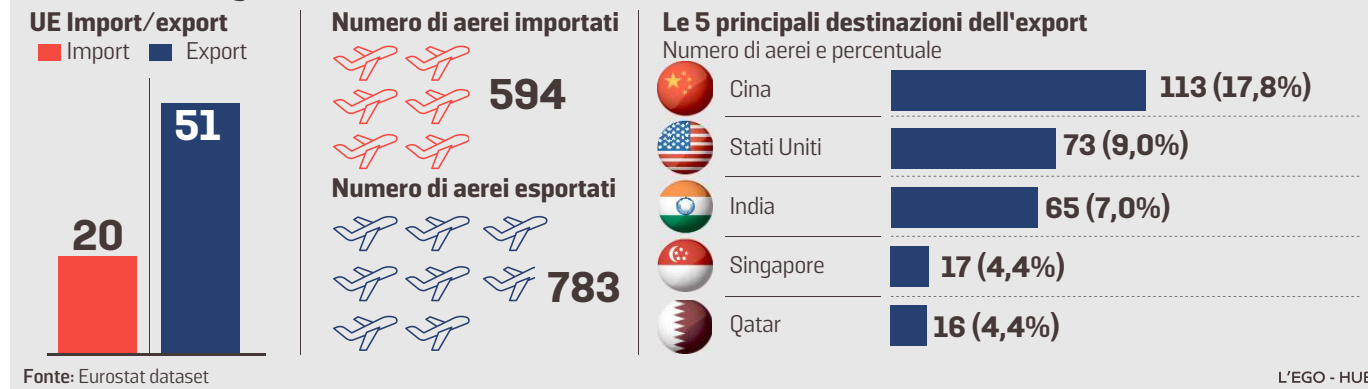 UE Import/export
Import
Export
20
51
Numero di aerei importati
594
Numero di aerei esportati
783
Le 5 principali destinazioni dell'export
Numero di aerei e percentuale
Cina
113 (17,8%)
Stati Uniti
73 (9,0%)
India
65 (7,0%)
Singapore
17 (4,4%)
Qatar
16 (4,4%)
Fonte: Eurostat dataset
L'EGO - HUB